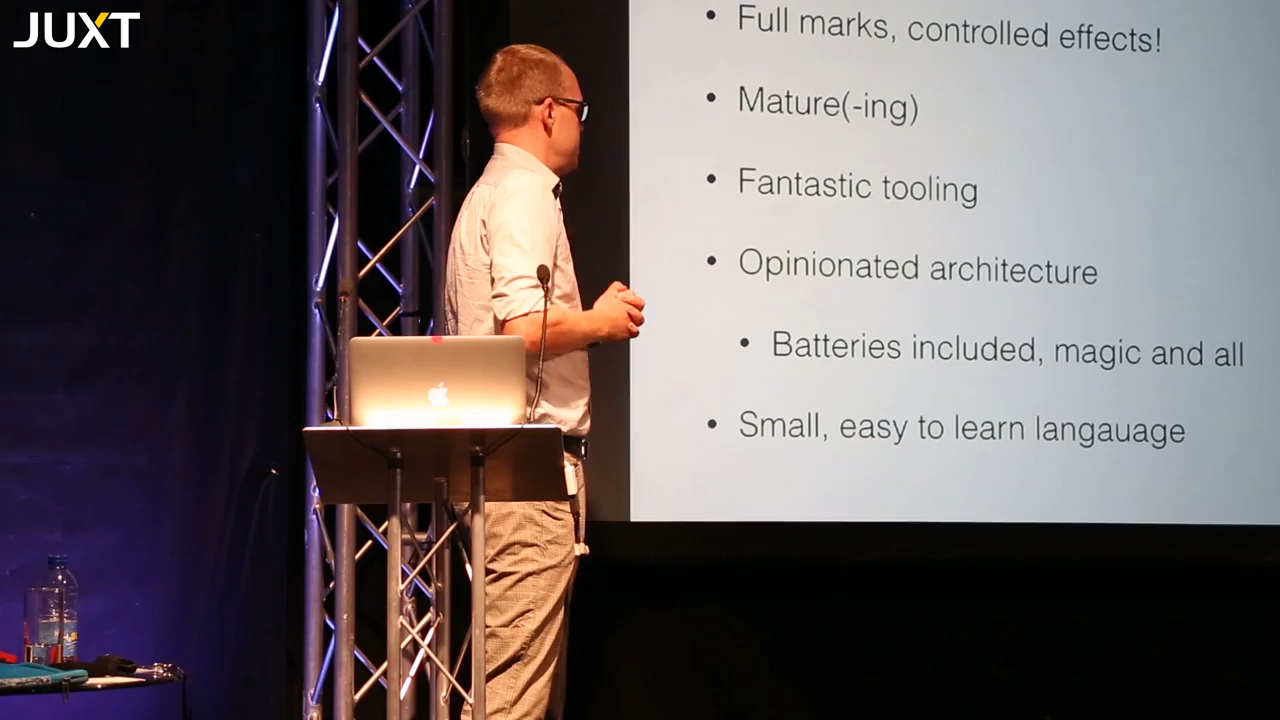 JUXT
• Full marks, controlled effects!
• Mature(-ing)
• Fantastic tooling
• Opinionated architecture
• Batteries included, magic and all
• Small, easy to learn langauage